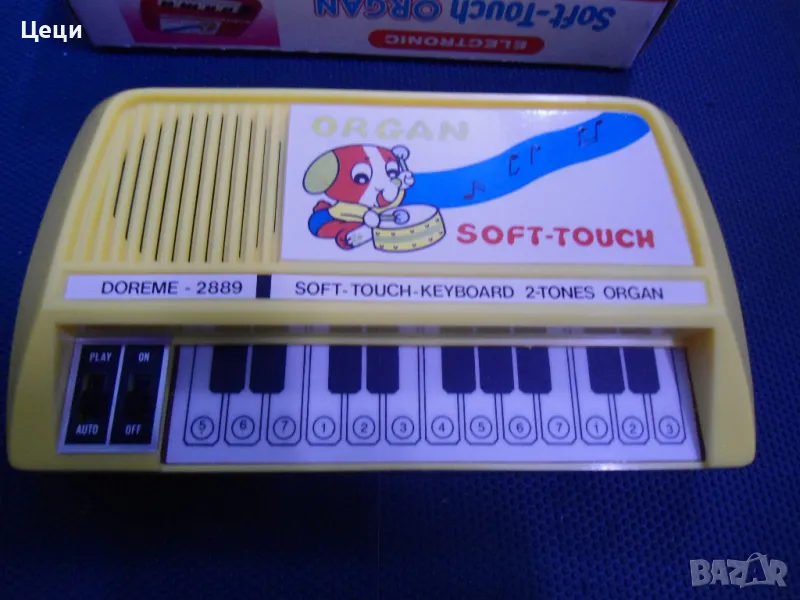 Цеци
Soft-Touch ORGAN
ELECTRONIC
ORGAN
SOFT-TOUCH
DOREME - 2889 SOFT-TOUCH-KEYBOARD 2-TONES ORGAN
PLAY ON
AUTO OFF
5 6 7 1 2 3 4 5 6 7 1 2 3
BAZAR